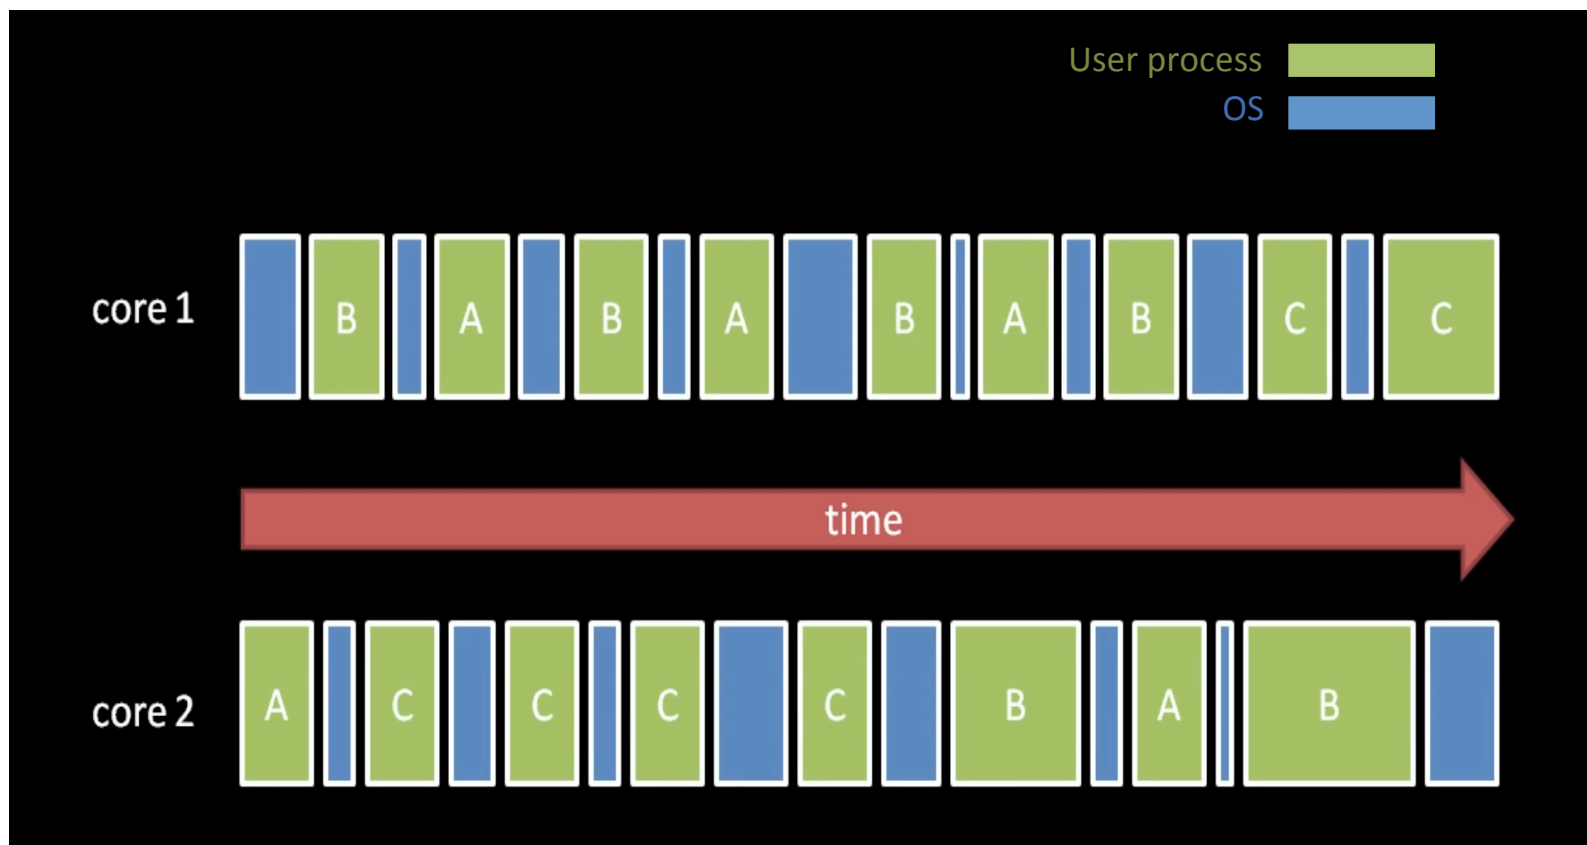 User process
OS
core 1
B A B A B A B C C
time
core 2
A C C C C B A B